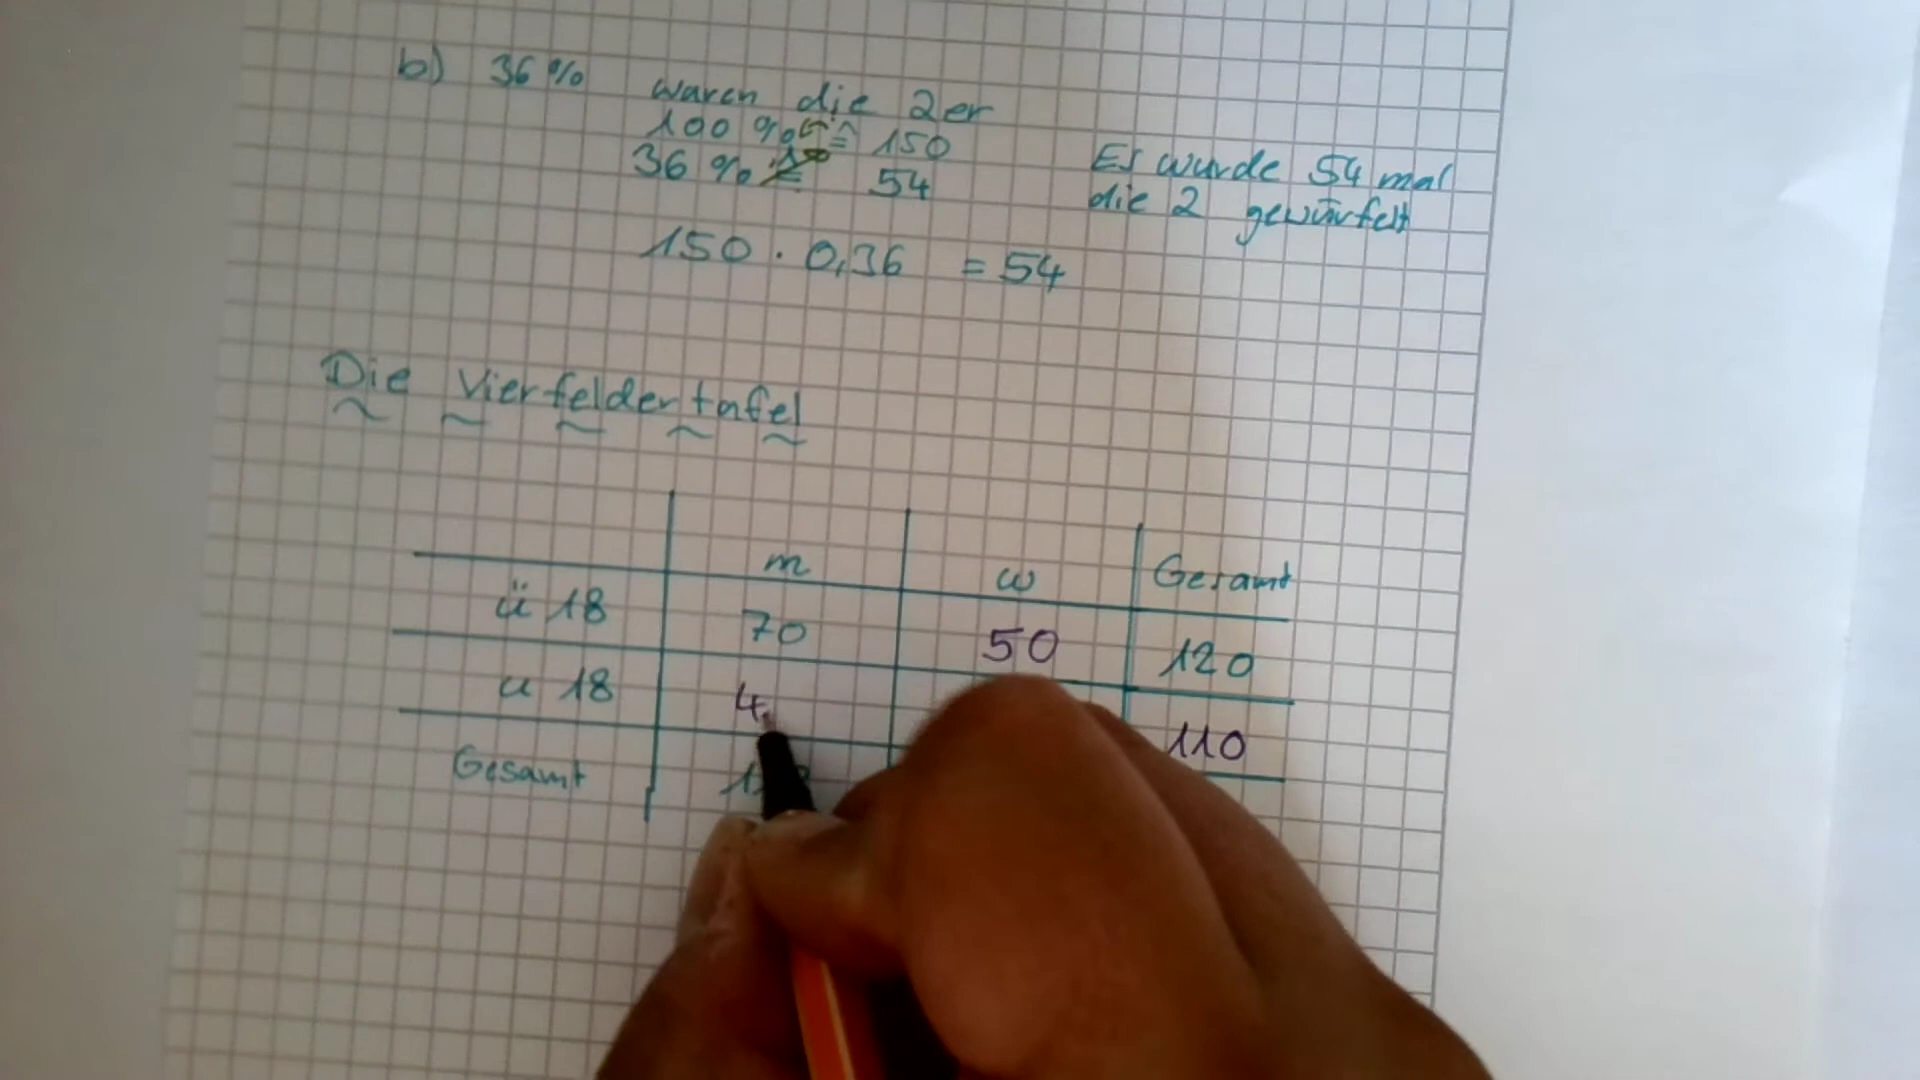 b) 36% waren die 2er
100% ≙ 150
36% ≙ 54
Es wurde 54 mal
die 2 gewürfelt
150 · 0,36 = 54
Die Vierfeldertafel
m w Gesamt
ü 18 70 50 120
u 18 4 110
Gesamt